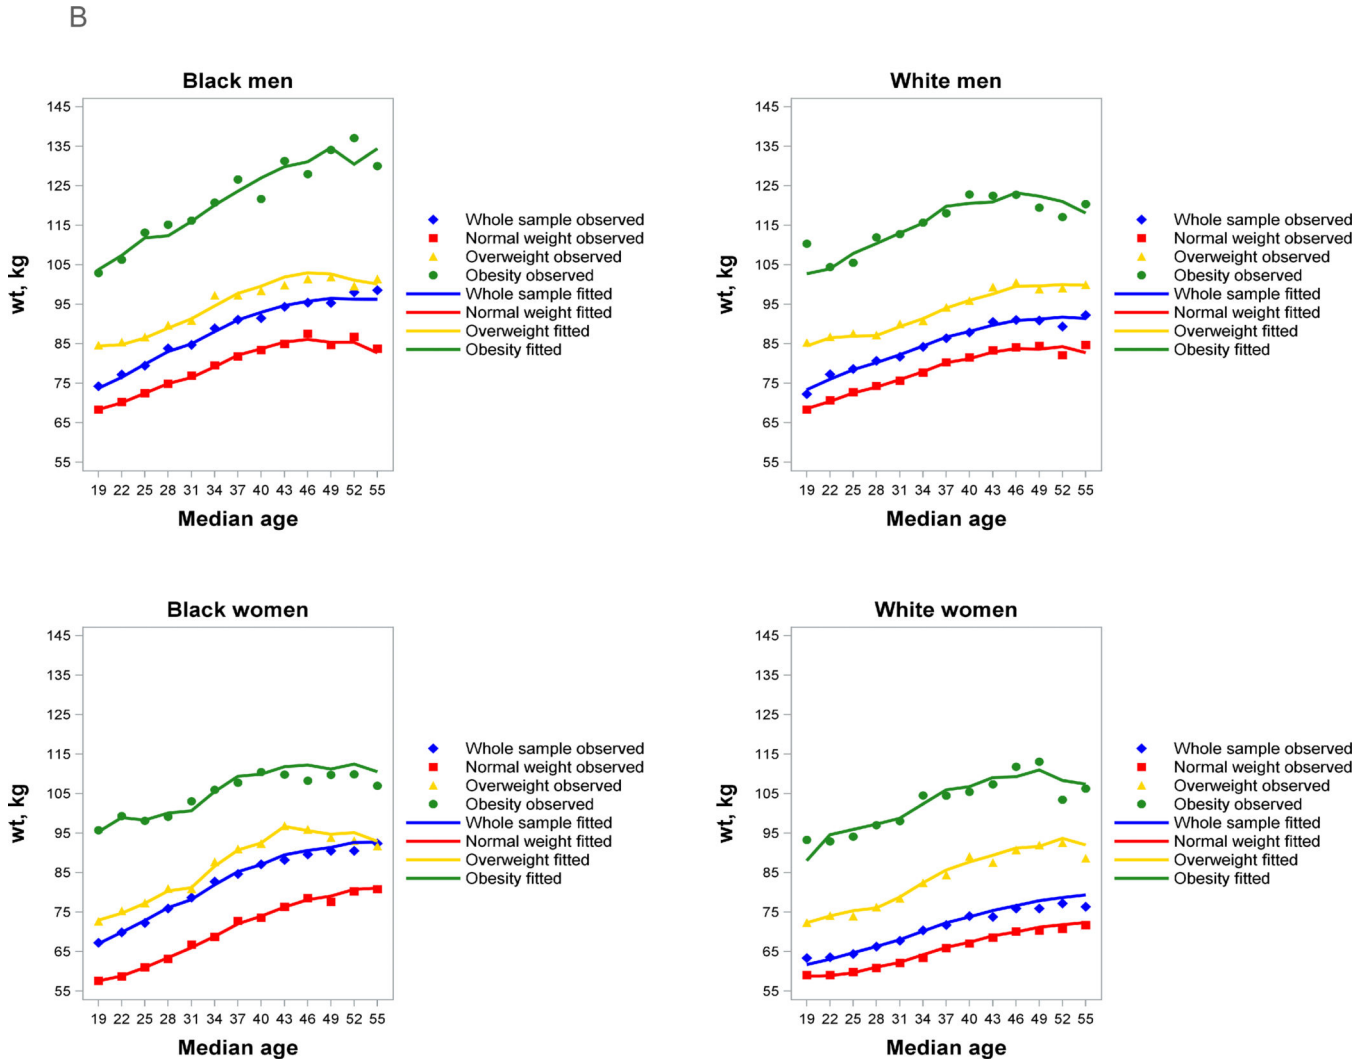 B
Black men
wt, kg
145
135
125
115
105
95
85
75
65
55
19 22 25 28 31 34 37 40 43 46 49 52 55
Median age
Whole sample observed
Normal weight observed
Overweight observed
Obesity observed
Whole sample fitted
Normal weight fitted
Overweight fitted
Obesity fitted
White men
wt, kg
145
135
125
115
105
95
85
75
65
55
19 22 25 28 31 34 37 40 43 46 49 52 55
Median age
Whole sample observed
Normal weight observed
Overweight observed
Obesity observed
Whole sample fitted
Normal weight fitted
Overweight fitted
Obesity fitted
Black women
wt, kg
145
135
125
115
105
95
85
75
65
55
19 22 25 28 31 34 37 40 43 46 49 52 55
Median age
Whole sample observed
Normal weight observed
Overweight observed
Obesity observed
Whole sample fitted
Normal weight fitted
Overweight fitted
Obesity fitted
White women
wt, kg
145
135
125
115
105
95
85
75
65
55
19 22 25 28 31 34 37 40 43 46 49 52 55
Median age
Whole sample observed
Normal weight observed
Overweight observed
Obesity observed
Whole sample fitted
Normal weight fitted
Overweight fitted
Obesity fitted